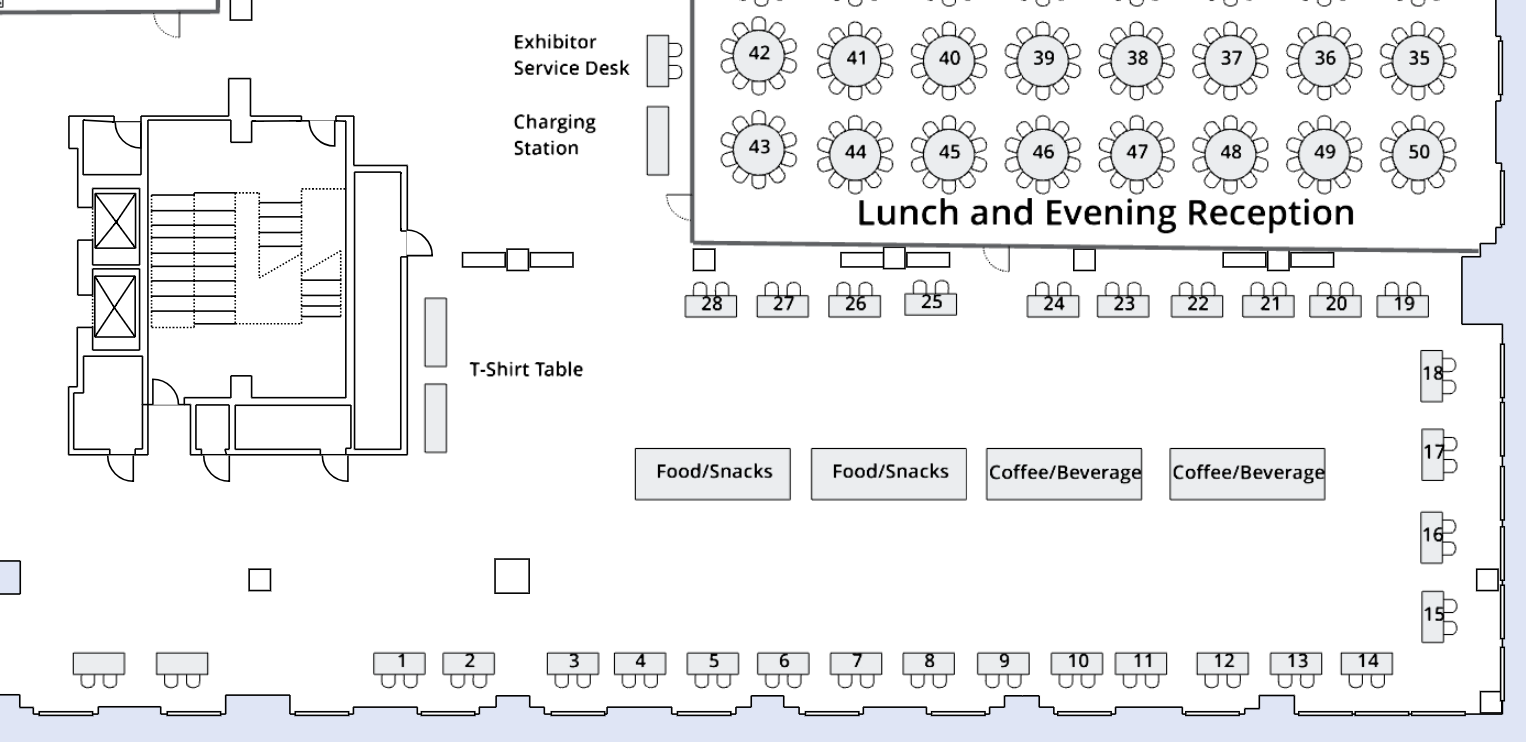 Exhibitor
Service Desk
42 41 40 39 38 37 36 35
Charging
Station
43 44 45 46 47 48 49 50
Lunch and Evening Reception
28 27 26 25 24 23 22 21 20 19
T-Shirt Table
18
17
Food/Snacks Food/Snacks Coffee/Beverage Coffee/Beverage
16
15
1 2 3 4 5 6 7 8 9 10 11 12 13 14